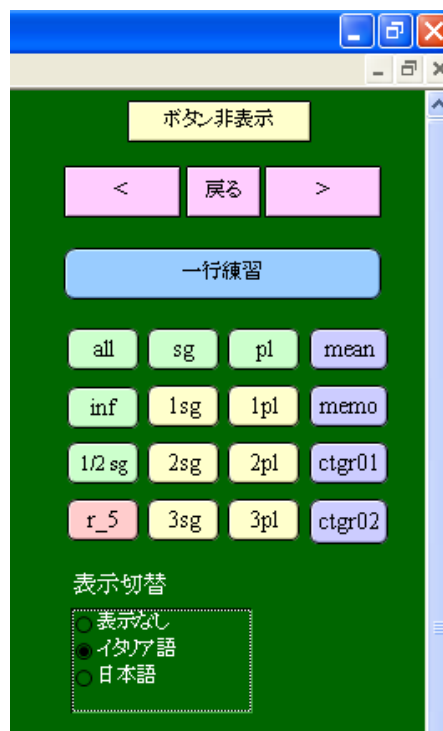 ボタン非表示
< 戻る >
一行練習
all sg pl mean
inf 1sg 1pl memo
1/2 sg 2sg 2pl ctgr01
r_5 3sg 3pl ctgr02
表示切替
表示なし
イタリア語
日本語